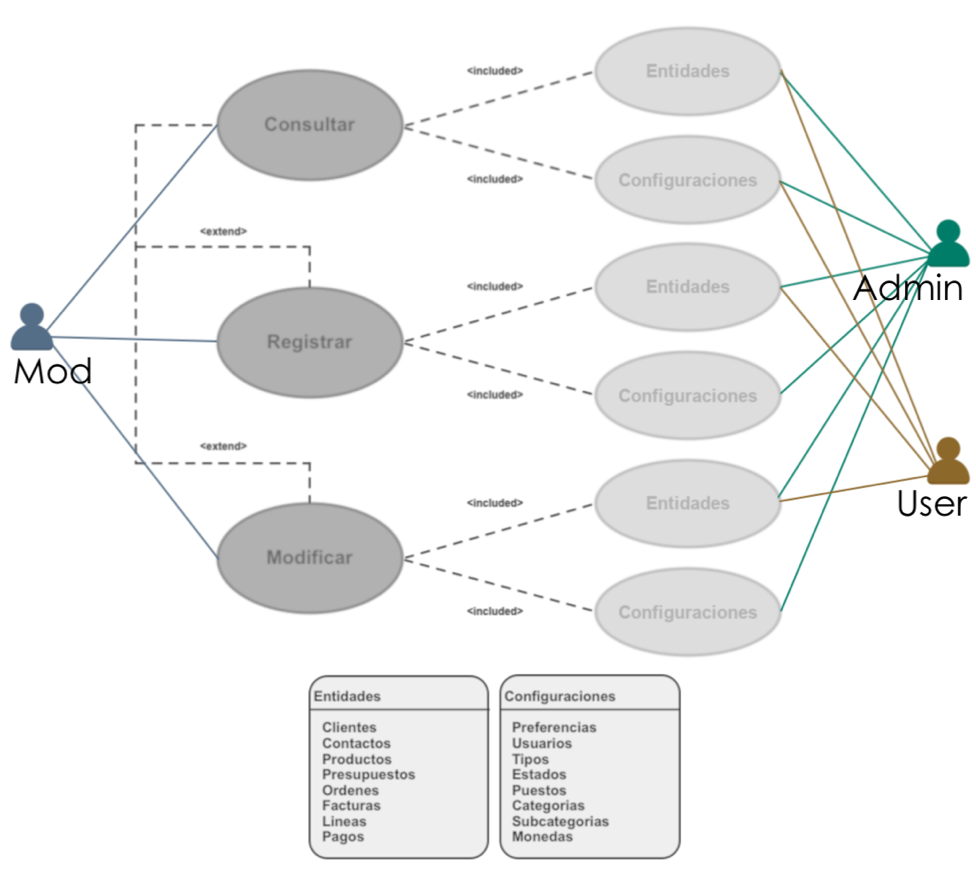 <included>
Entidades
Consultar
<included>
Configuraciones
<extend>
<included>
Entidades
Admin
Registrar
Mod
<included>
Configuraciones
<extend>
<included>
Entidades
User
Modificar
<included>
Configuraciones
Entidades
Clientes
Contactos
Productos
Presupuestos
Ordenes
Facturas
Lineas
Pagos
Configuraciones
Preferencias
Usuarios
Tipos
Estados
Puestos
Categorias
Subcategorias
Monedas